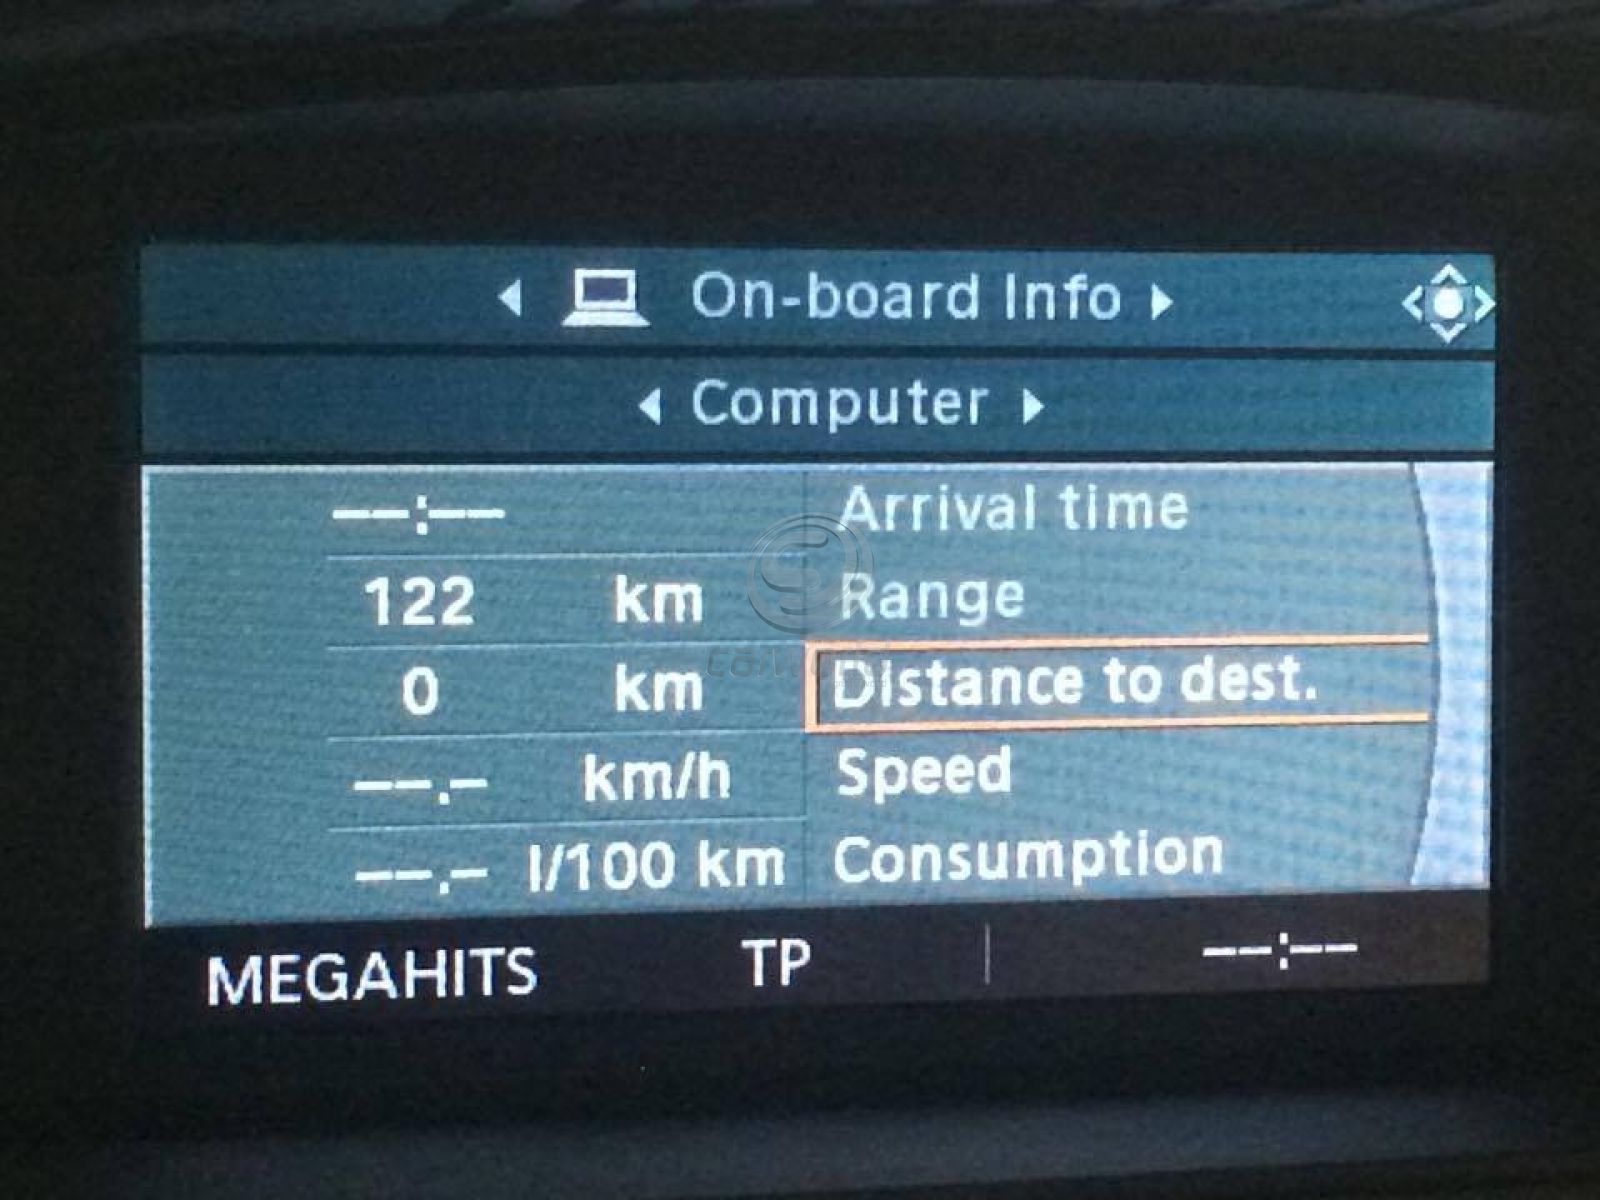 On-board Info
Computer
--:-- Arrival time
122 km Range
0 km Distance to dest.
--.- km/h Speed
--.- l/100 km Consumption
MEGAHITS TP --:--